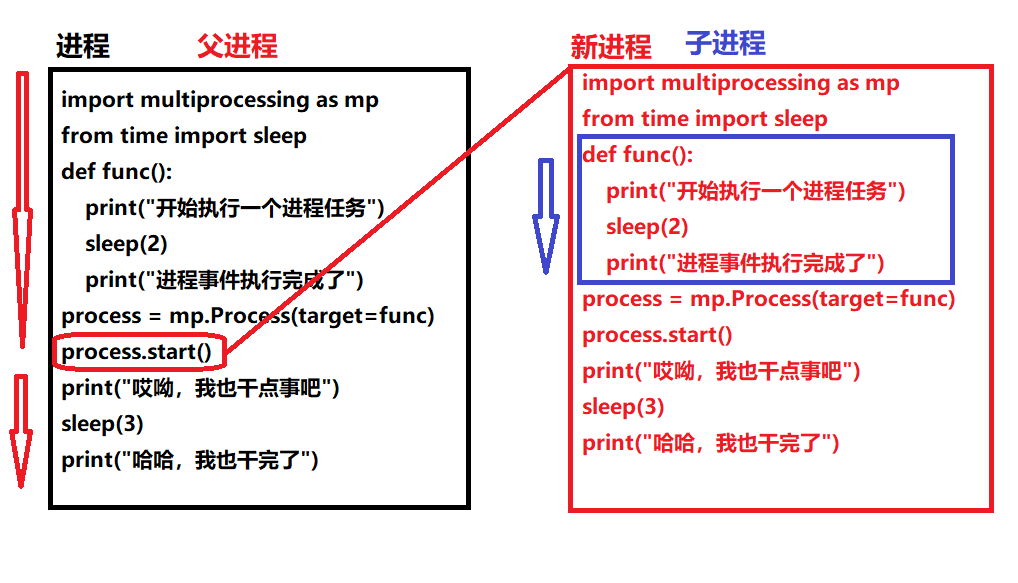 进程 父进程
import multiprocessing as mp
from time import sleep
def func():
    print("开始执行一个进程任务")
    sleep(2)
    print("进程事件执行完成了")
process = mp.Process(target=func)
process.start()
print("哎呦，我也干点事吧")
sleep(3)
print("哈哈，我也干完了")
新进程 子进程
import multiprocessing as mp
from time import sleep
def func():
    print("开始执行一个进程任务")
    sleep(2)
    print("进程事件执行完成了")
process = mp.Process(target=func)
process.start()
print("哎呦，我也干点事吧")
sleep(3)
print("哈哈，我也干完了")